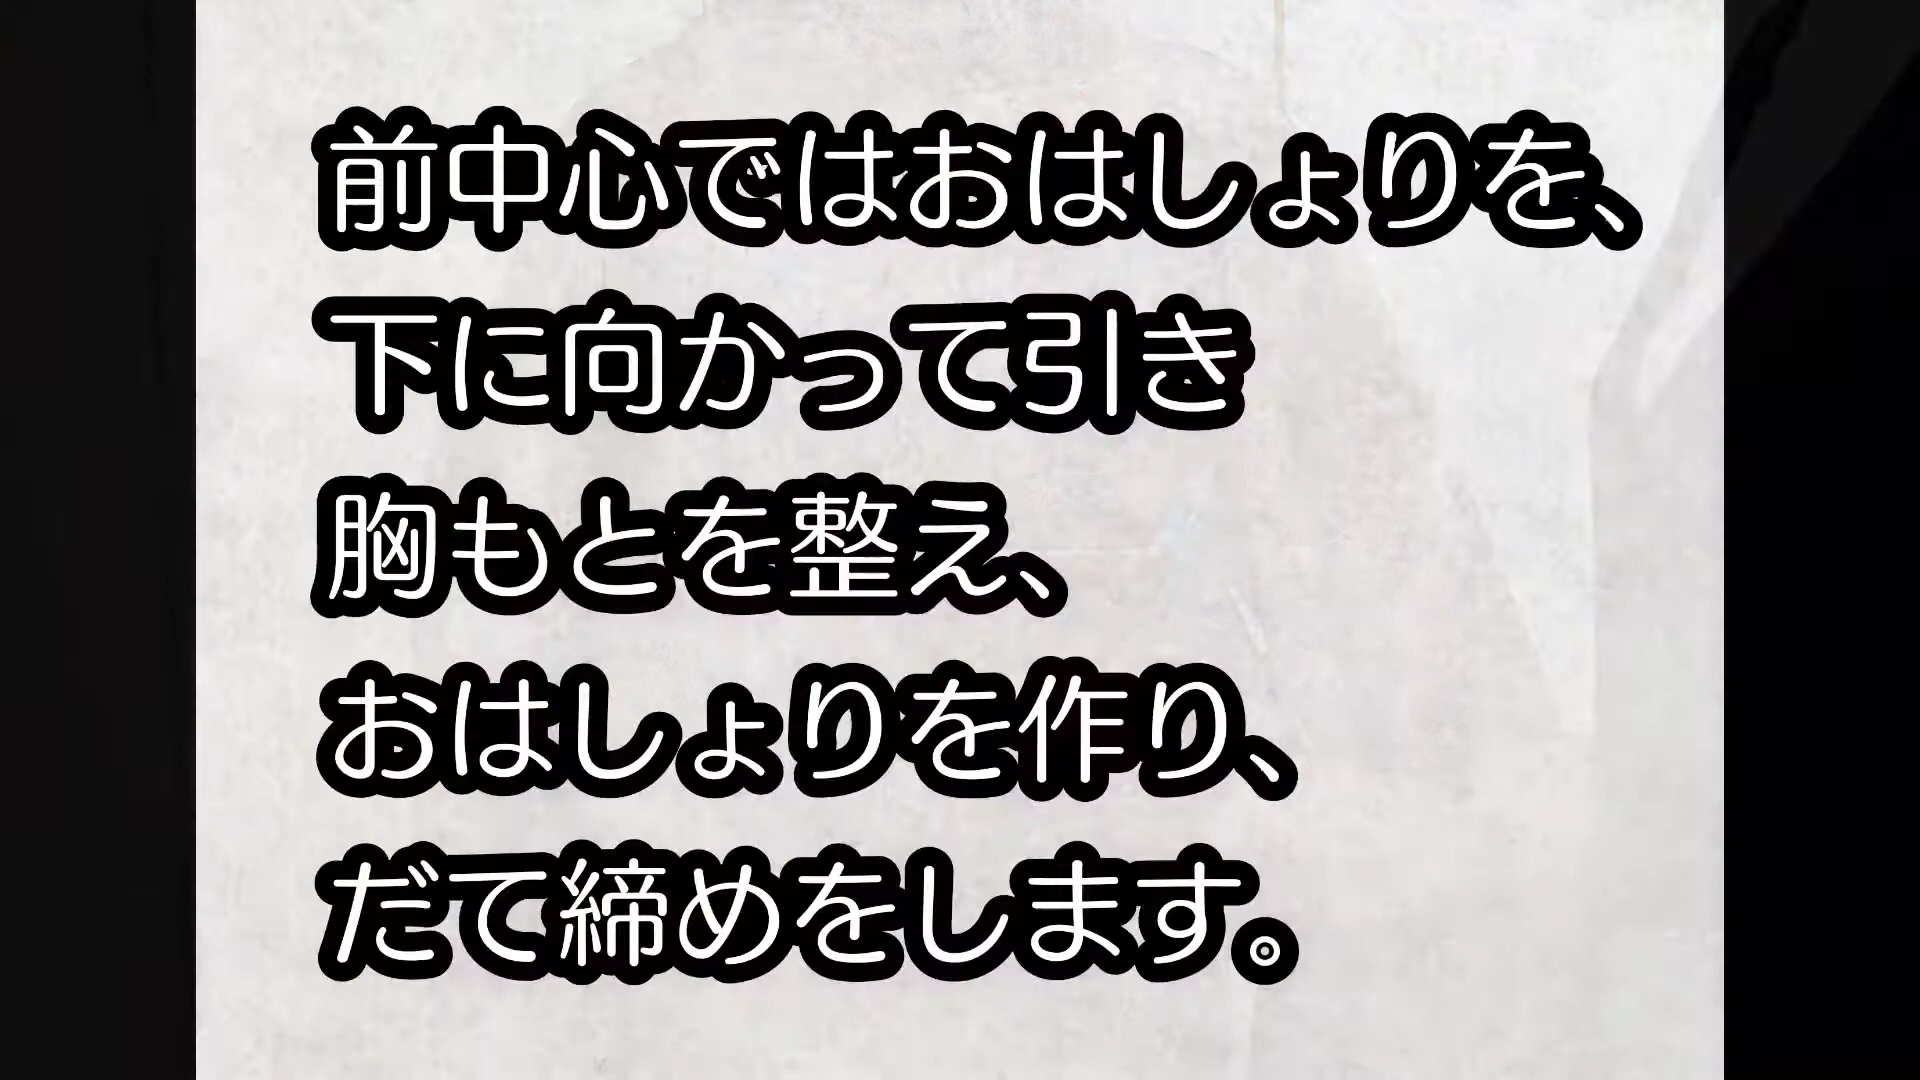 前中心ではおはしょりを、
下に向かって引き
胸もとを整え、
おはしょりを作り、
だて締めをします。